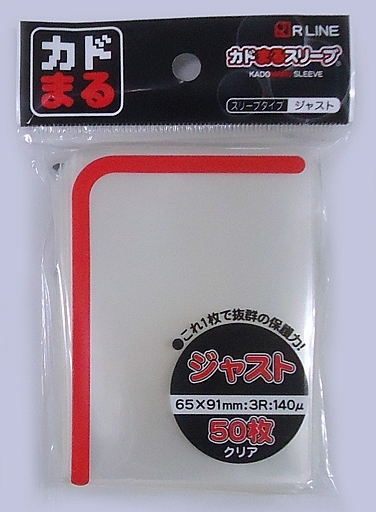 カド
まる
R LINE
カドまるスリーブ
KADOMARU SLEEVE
スリーブタイプ ジャスト
●これ1枚で抜群の保護力!
ジャスト
65×91mm:3R:140μ
50枚
クリア